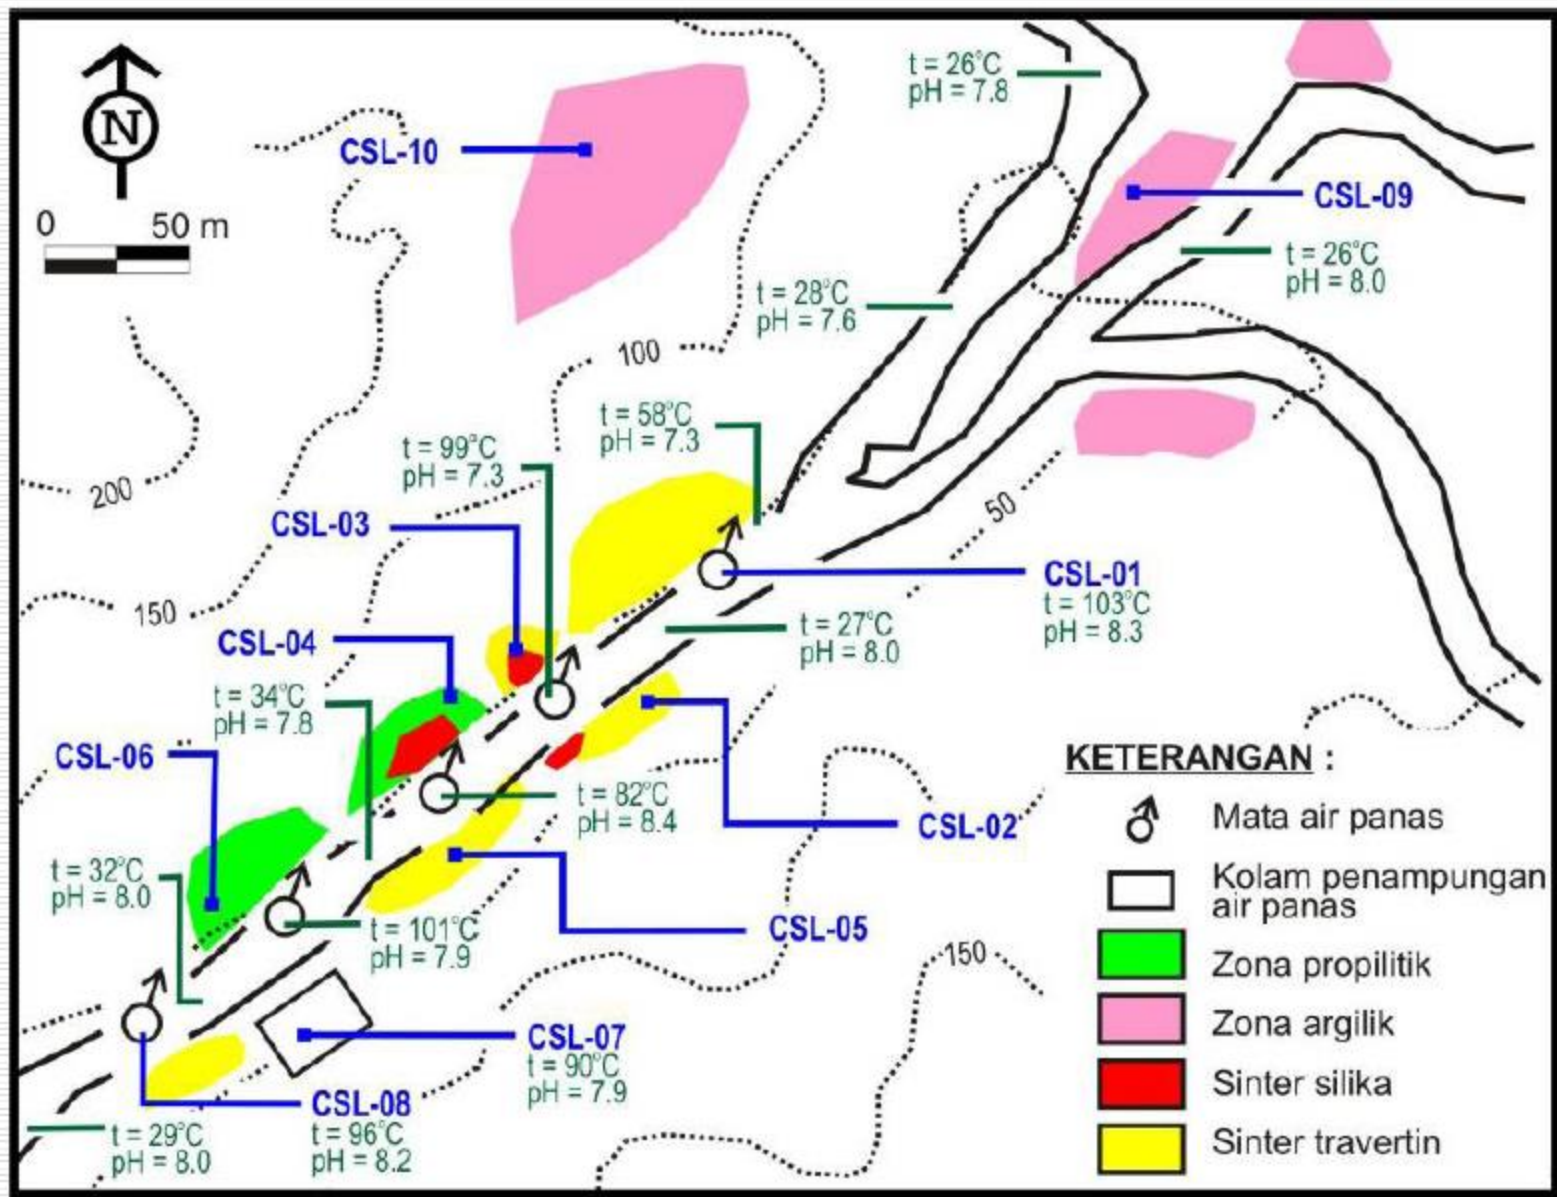 N
0 50 m
CSL-10
t = 26°C
pH = 7.8
CSL-09
t = 26°C
pH = 8.0
t = 28°C
pH = 7.6
100
t = 58°C
pH = 7.3
t = 99°C
pH = 7.3
200
CSL-03
50
150
CSL-01
t = 103°C
pH = 8.3
CSL-04
t = 27°C
pH = 8.0
t = 34°C
pH = 7.8
CSL-06
t = 82°C
pH = 8.4
CSL-02
t = 32°C
pH = 8.0
t = 101°C
pH = 7.9
CSL-05
150
CSL-07
t = 90°C
pH = 7.9
CSL-08
t = 96°C
pH = 8.2
t = 29°C
pH = 8.0
KETERANGAN :
Mata air panas
Kolam penampungan
air panas
Zona propilitik
Zona argilik
Sinter silika
Sinter travertin